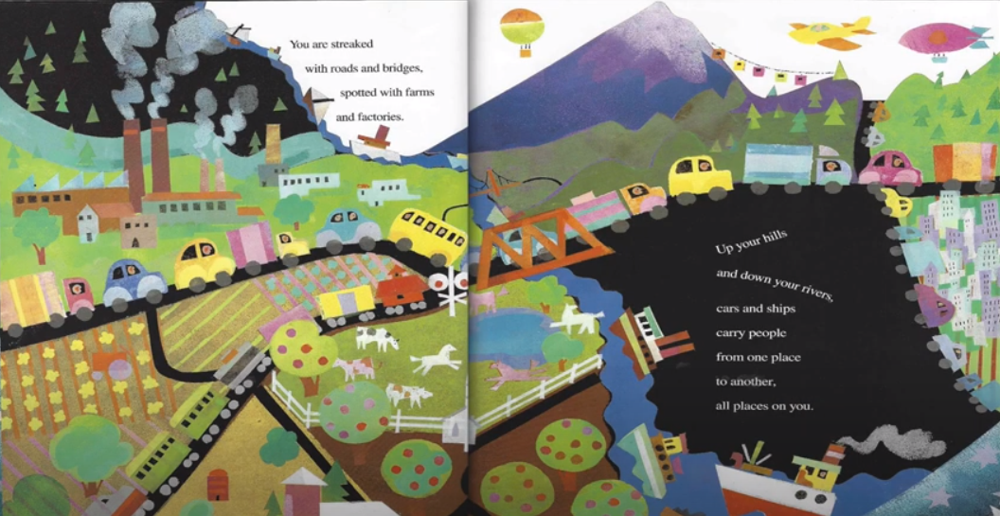 You are streaked
with roads and bridges,
spotted with farms
and factories.
Up your hills
and down your rivers,
cars and ships
carry people
from one place
to another,
all places on you.